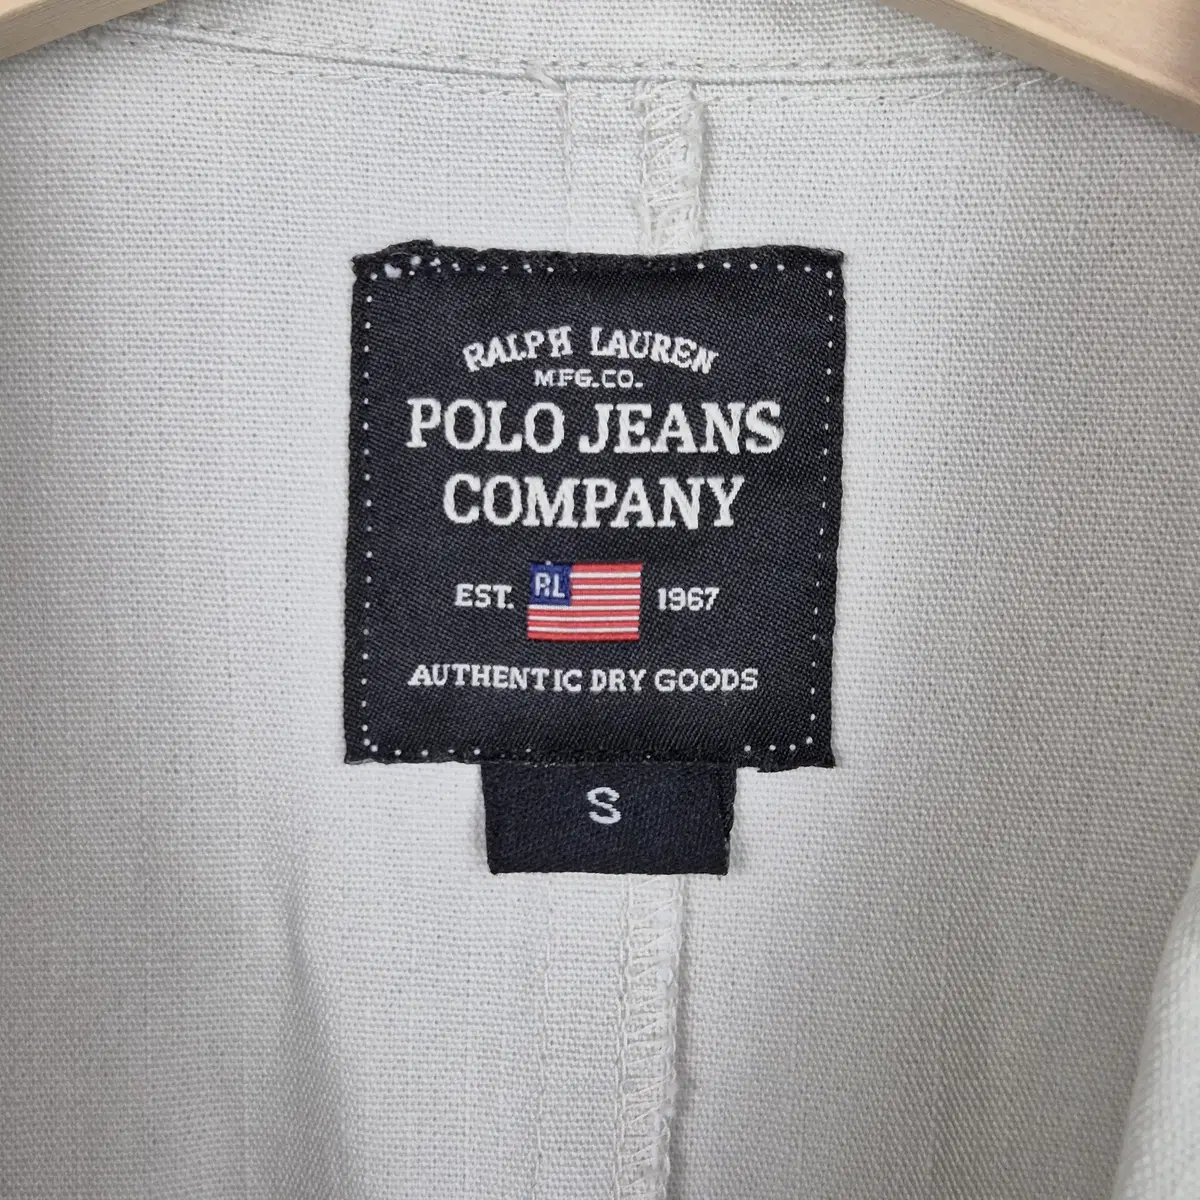 RALPH LAUREN
MFG.CO.
POLO JEANS
COMPANY
EST. RL 1967
AUTHENTIC DRY GOODS
S